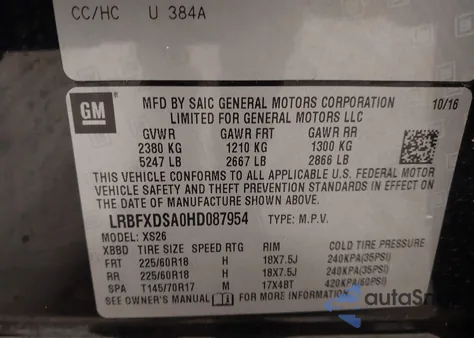 CC/HC U 384A
GM
MFD BY SAIC GENERAL MOTORS CORPORATION 10/16
LIMITED FOR GENERAL MOTORS LLC
GVWR GAWR FRT GAWR RR
2380 KG 1210 KG 1300 KG
5247 LB 2667 LB 2866 LB
THIS VEHICLE CONFORMS TO ALL APPLICABLE U.S. FEDERAL MOTOR
VEHICLE SAFETY AND THEFT PREVENTION STANDARDS IN EFFECT ON
THE DATE OF MANUFACTURE SHOWN ABOVE.
LRBFXDSA0HD087954 TYPE: M.P.V.
MODEL: XS26
XBBD TIRE SIZE SPEED RTG RIM COLD TIRE PRESSURE
FRT 225/60R18 H 18X7.5J 240KPA(35PSI)
RR 225/60R18 H 18X7.5J 240KPA(35PSI)
SPA T145/70R17 M 17X4BT 420KPA(60PSI)
SEE OWNER'S MANUAL FOR MORE INFORMATION.